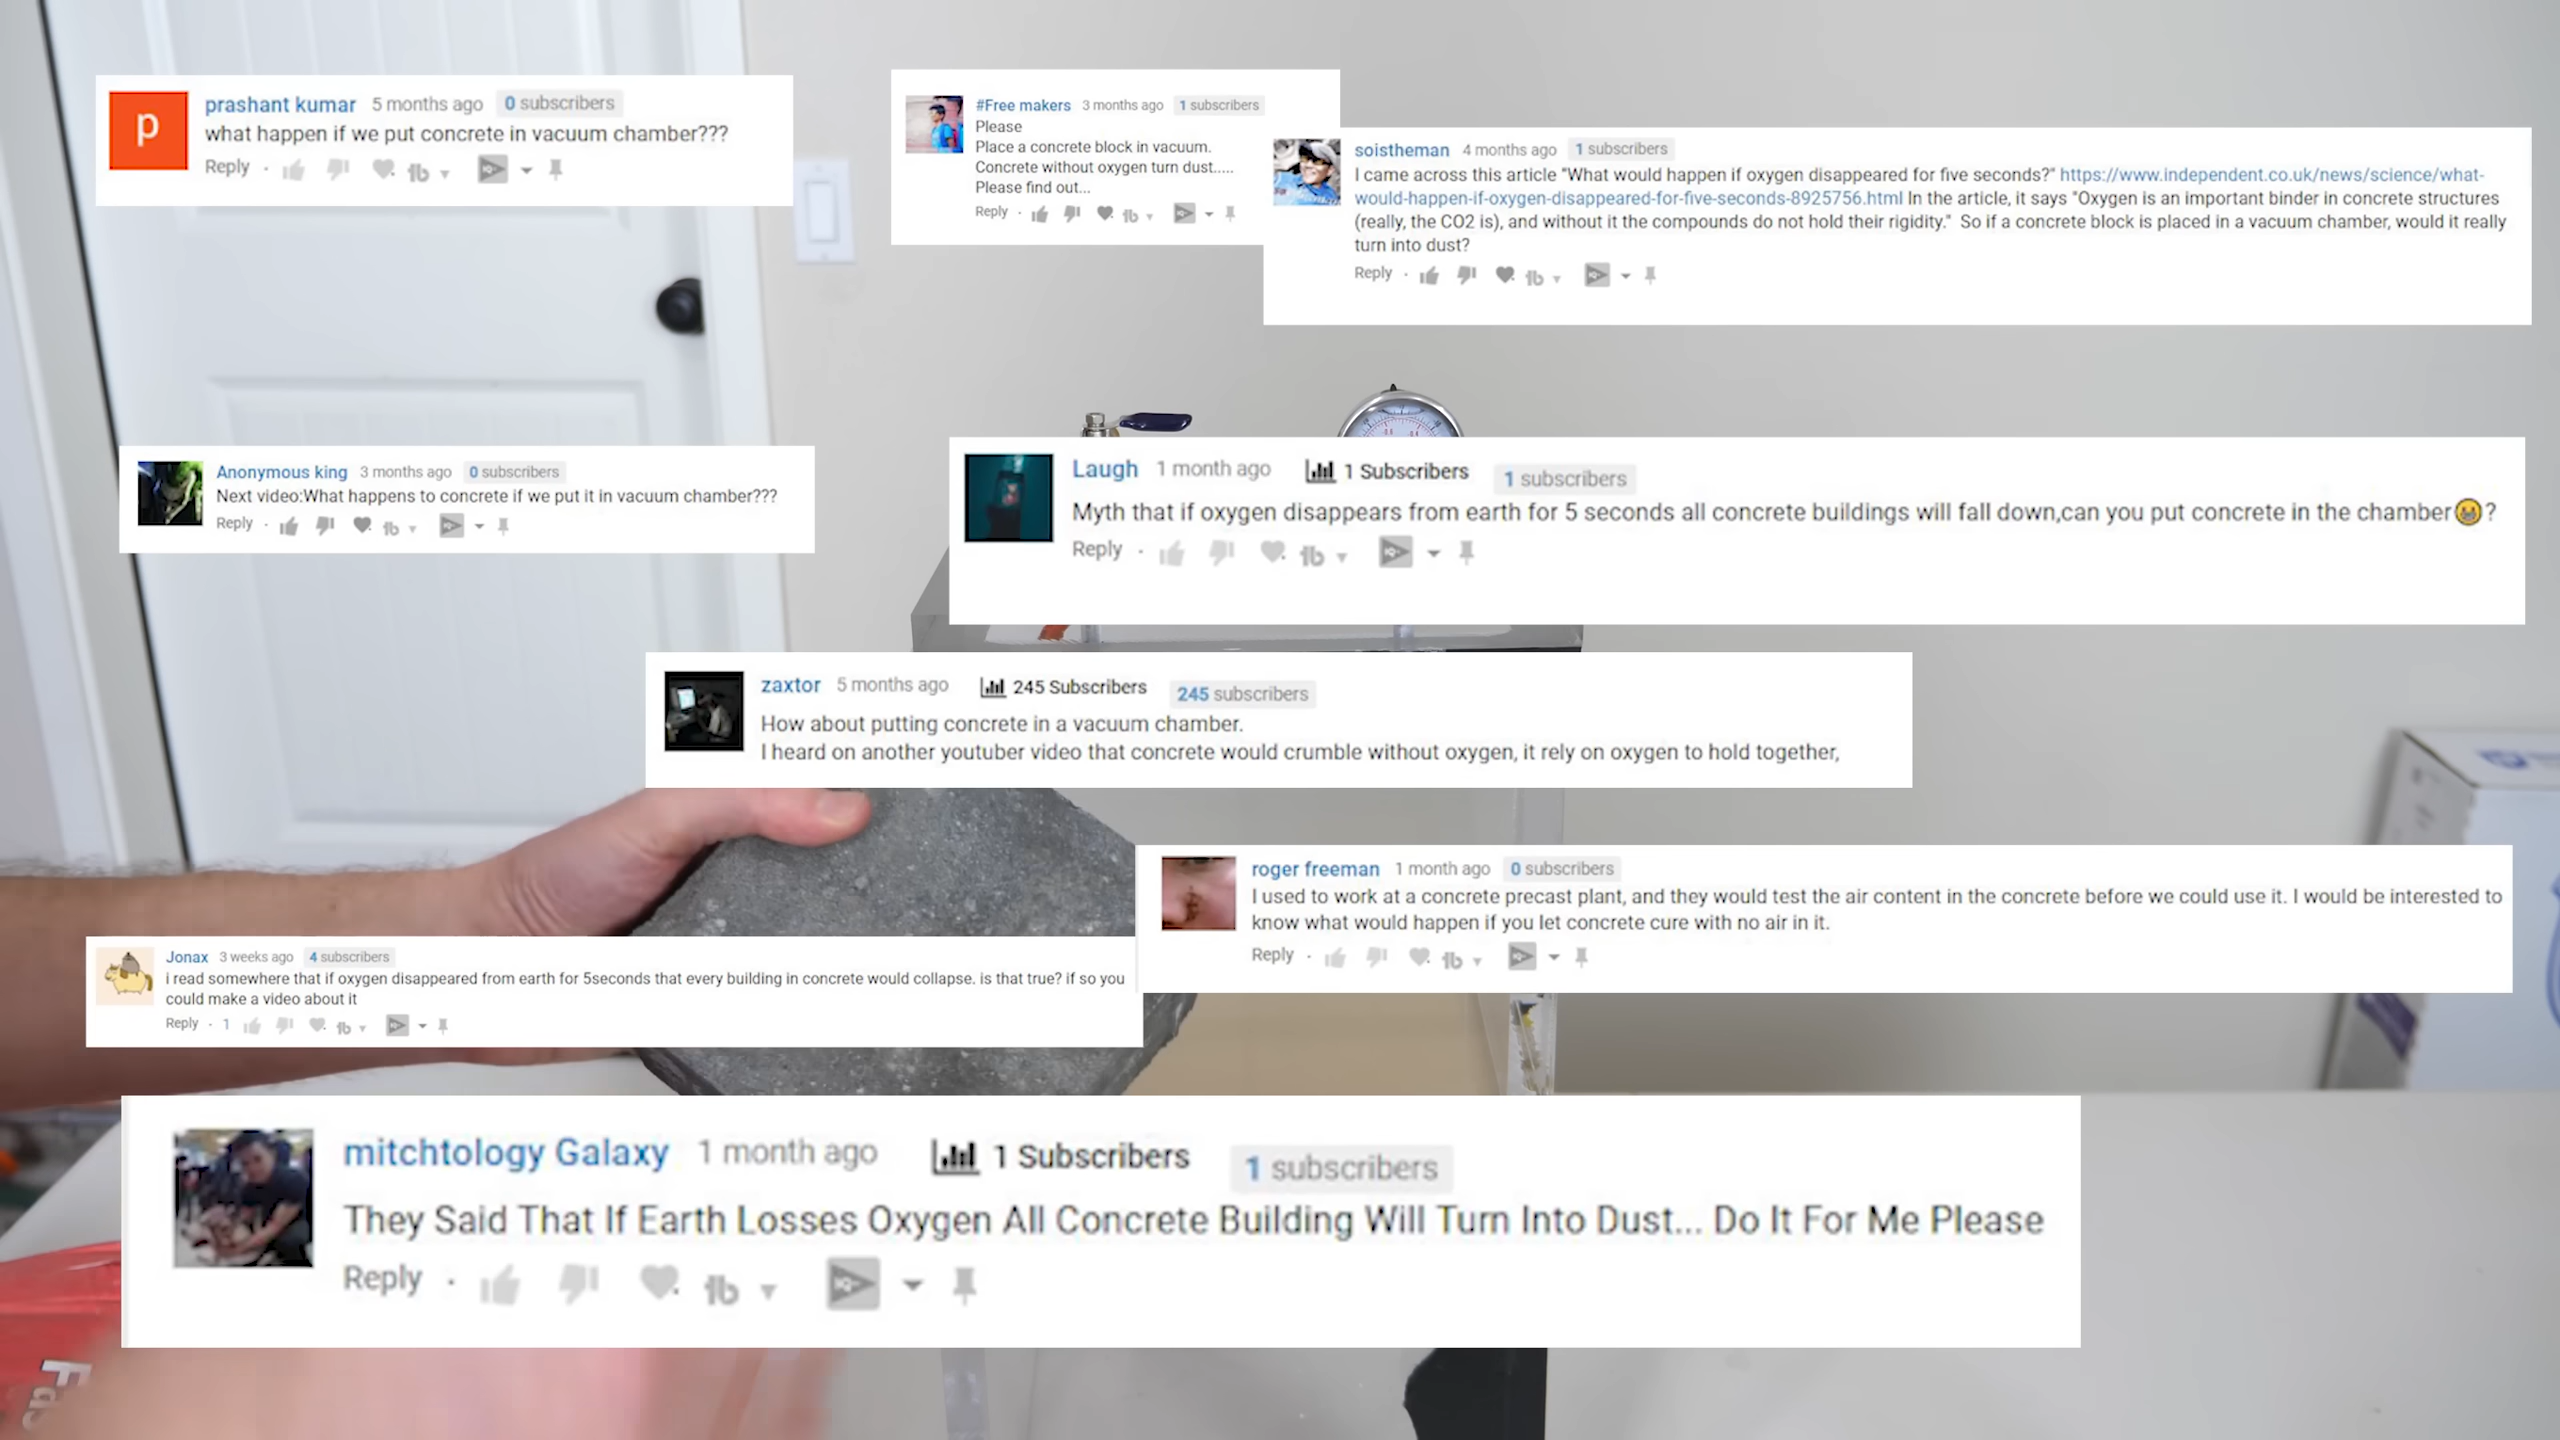 p
prashant kumar 5 months ago 0 subscribers
what happen if we put concrete in vacuum chamber???
Reply
#Free makers 3 months ago 1 subscribers
Please
Place a concrete block in vacuum.
Concrete without oxygen turn dust.....
Please find out...
Reply
soistheman 4 months ago 1 subscribers
I came across this article "What would happen if oxygen disappeared for five seconds?" https://www.independent.co.uk/news/science/what-
would-happen-if-oxygen-disappeared-for-five-seconds-8925756.html In the article, it says "Oxygen is an important binder in concrete structures
(really, the CO2 is), and without it the compounds do not hold their rigidity." So if a concrete block is placed in a vacuum chamber, would it really
turn into dust?
Reply
Anonymous king 3 months ago 0 subscribers
Next video:What happens to concrete if we put it in vacuum chamber???
Reply
Laugh 1 month ago 1 Subscribers 1 subscribers
Myth that if oxygen disappears from earth for 5 seconds all concrete buildings will fall down,can you put concrete in the chamber😹?
Reply
zaxtor 5 months ago 245 Subscribers 245 subscribers
How about putting concrete in a vacuum chamber.
I heard on another youtuber video that concrete would crumble without oxygen, it rely on oxygen to hold together,
roger freeman 1 month ago 0 subscribers
I used to work at a concrete precast plant, and they would test the air content in the concrete before we could use it. I would be interested to
know what would happen if you let concrete cure with no air in it.
Reply
Jonax 3 weeks ago 4 subscribers
i read somewhere that if oxygen disappeared from earth for 5seconds that every building in concrete would collapse. is that true? if so you
could make a video about it
Reply · 1
mitchtology Galaxy 1 month ago 1 Subscribers 1 subscribers
They Said That If Earth Losses Oxygen All Concrete Building Will Turn Into Dust... Do It For Me Please
Reply